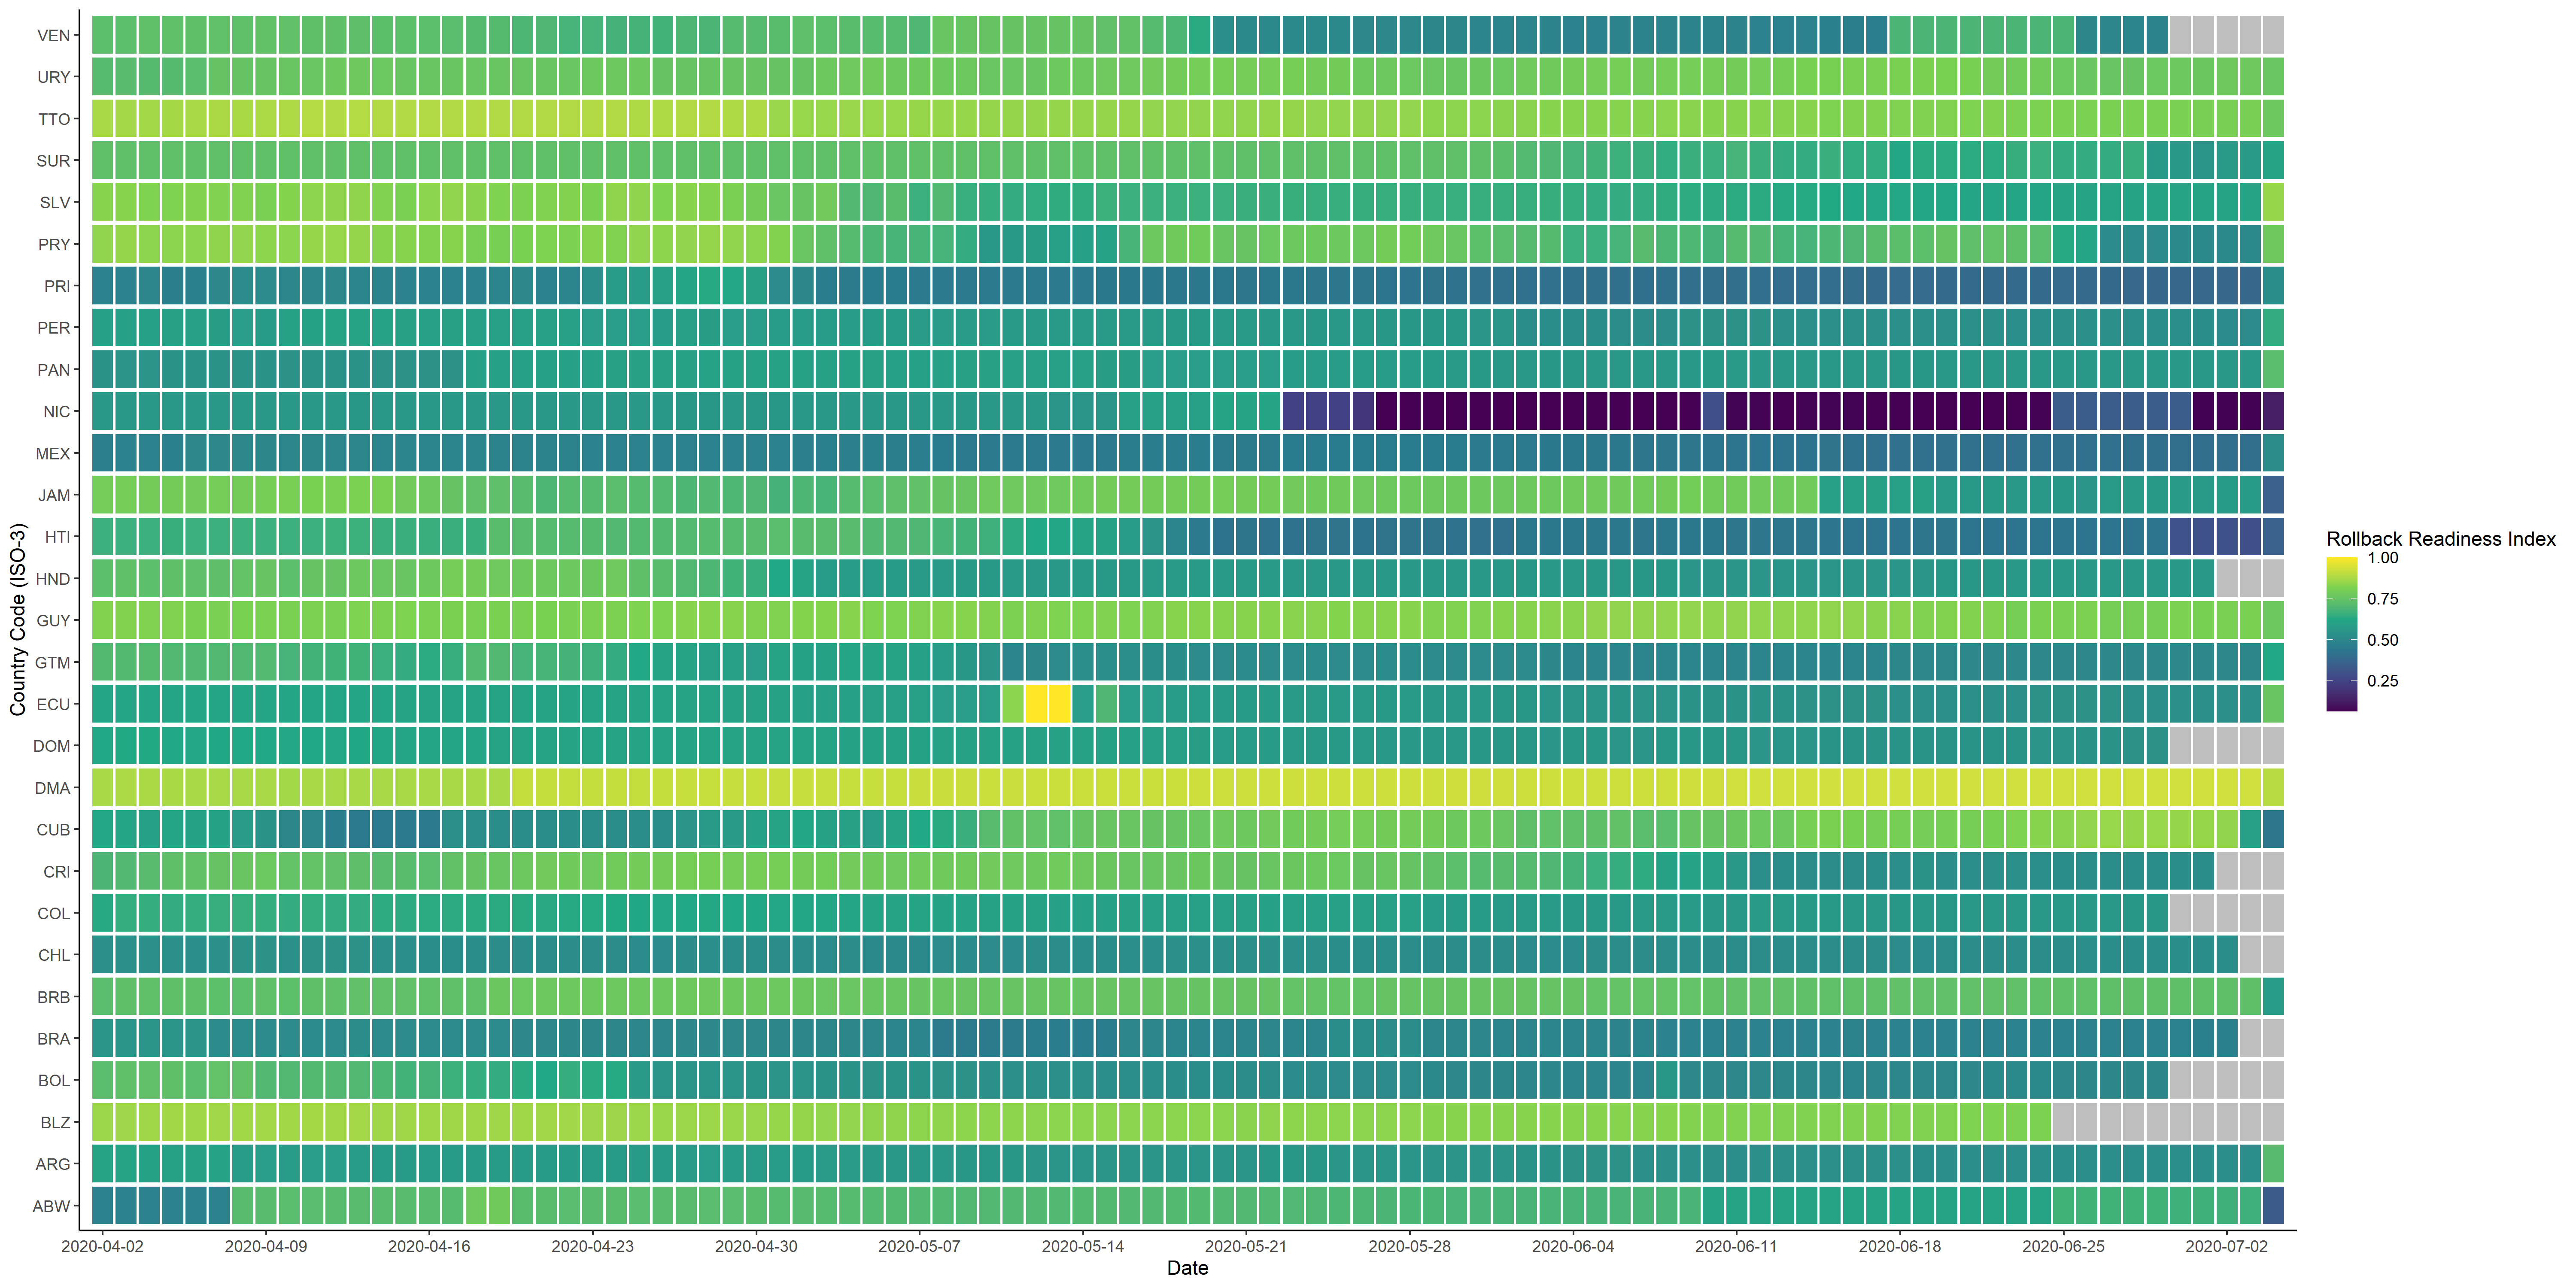 VEN
URY
TTO
SUR
SLV
PRY
PRI
PER
PAN
NIC
MEX
JAM
HTI
HND
GUY
GTM
ECU
DOM
DMA
CUB
CRI
COL
CHL
BRB
BRA
BOL
BLZ
ARG
ABW
Country Code (ISO-3)
2020-04-02 2020-04-09 2020-04-16 2020-04-23 2020-04-30 2020-05-07 2020-05-14 2020-05-21 2020-05-28 2020-06-04 2020-06-11 2020-06-18 2020-06-25 2020-07-02
Date
Rollback Readiness Index
1.00
0.75
0.50
0.25